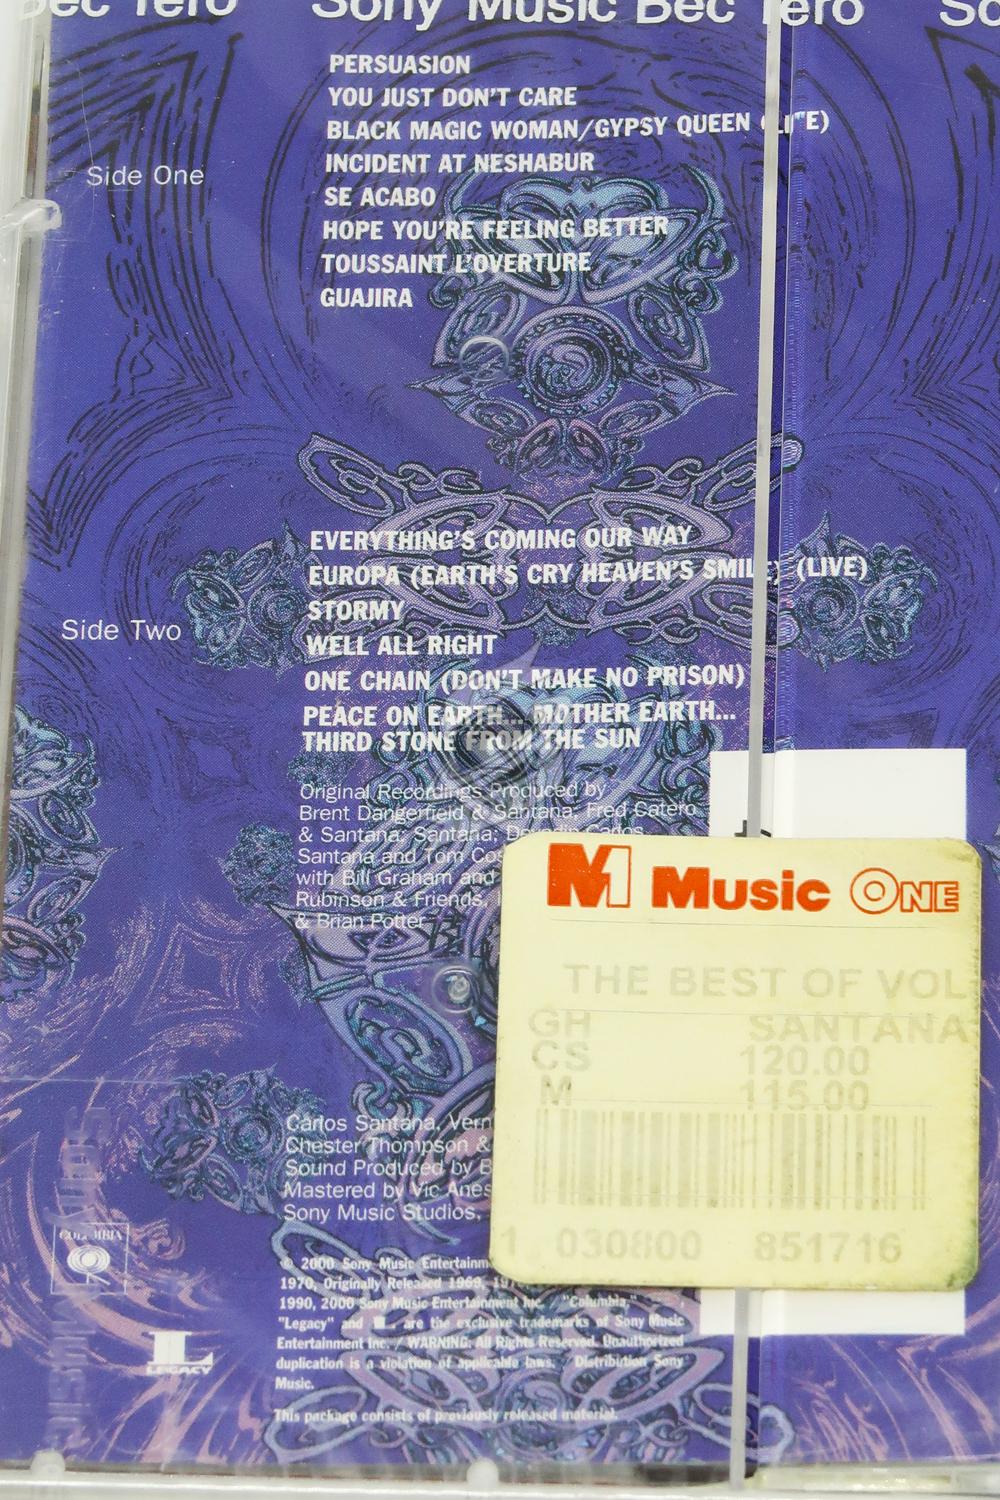 Sony Music Bec Tero
PERSUASION
YOU JUST DON'T CARE
BLACK MAGIC WOMAN/GYPSY QUEEN
Side One
INCIDENT AT NESHABUR
SE ACABO
HOPE YOU'RE FEELING BETTER
TOUSSAINT L'OVERTURE
GUAJIRA
EVERYTHING'S COMING OUR WAY
EUROPA (EARTH'S CRY HEAVEN'S SMILE) (LIVE)
STORMY
Side Two
WELL ALL RIGHT
ONE CHAIN (DON'T MAKE NO PRISON)
PEACE ON EARTH... MOTHER EARTH...
THIRD STONE FROM THE SUN
Original Recordings Produced by
Brent Dangerfield & Santana; Fred Catero
& Santana; Santana; Carlos
Santana and Tom
with Bill Graham and
Rubinson & Friends,
& Brian Potter
M1 Music ONE
THE BEST OF VOL
GH SANTANA
CS 120.00
M 115.00
1 030800 851716
Carlos Santana,
Chester Thompson &
Sound Produced by
Mastered by Vic
Sony Music Studios,
COLUMBIA
© 2000 Sony Music
1970, Originally Released 1969,
1990, 2000 Sony Music Entertainment Inc. / "Columbia,"
"Legacy" and L are the exclusive trademarks of Sony Music
Entertainment Inc. / WARNING: All Rights Reserved. Unauthorized
duplication is a violation of applicable laws. / Distribution Sony
Music.
LEGACY
This package consists of previously released material.